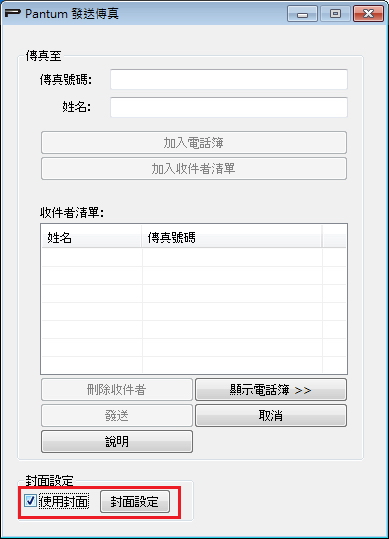 Pantum 發送傳真
傳真至
傳真號碼:
姓名:
加入電話簿
加入收件者清單
收件者清單:
姓名 傳真號碼
刪除收件者 顯示電話簿 >>
發送 取消
說明
封面設定
使用封面 封面設定